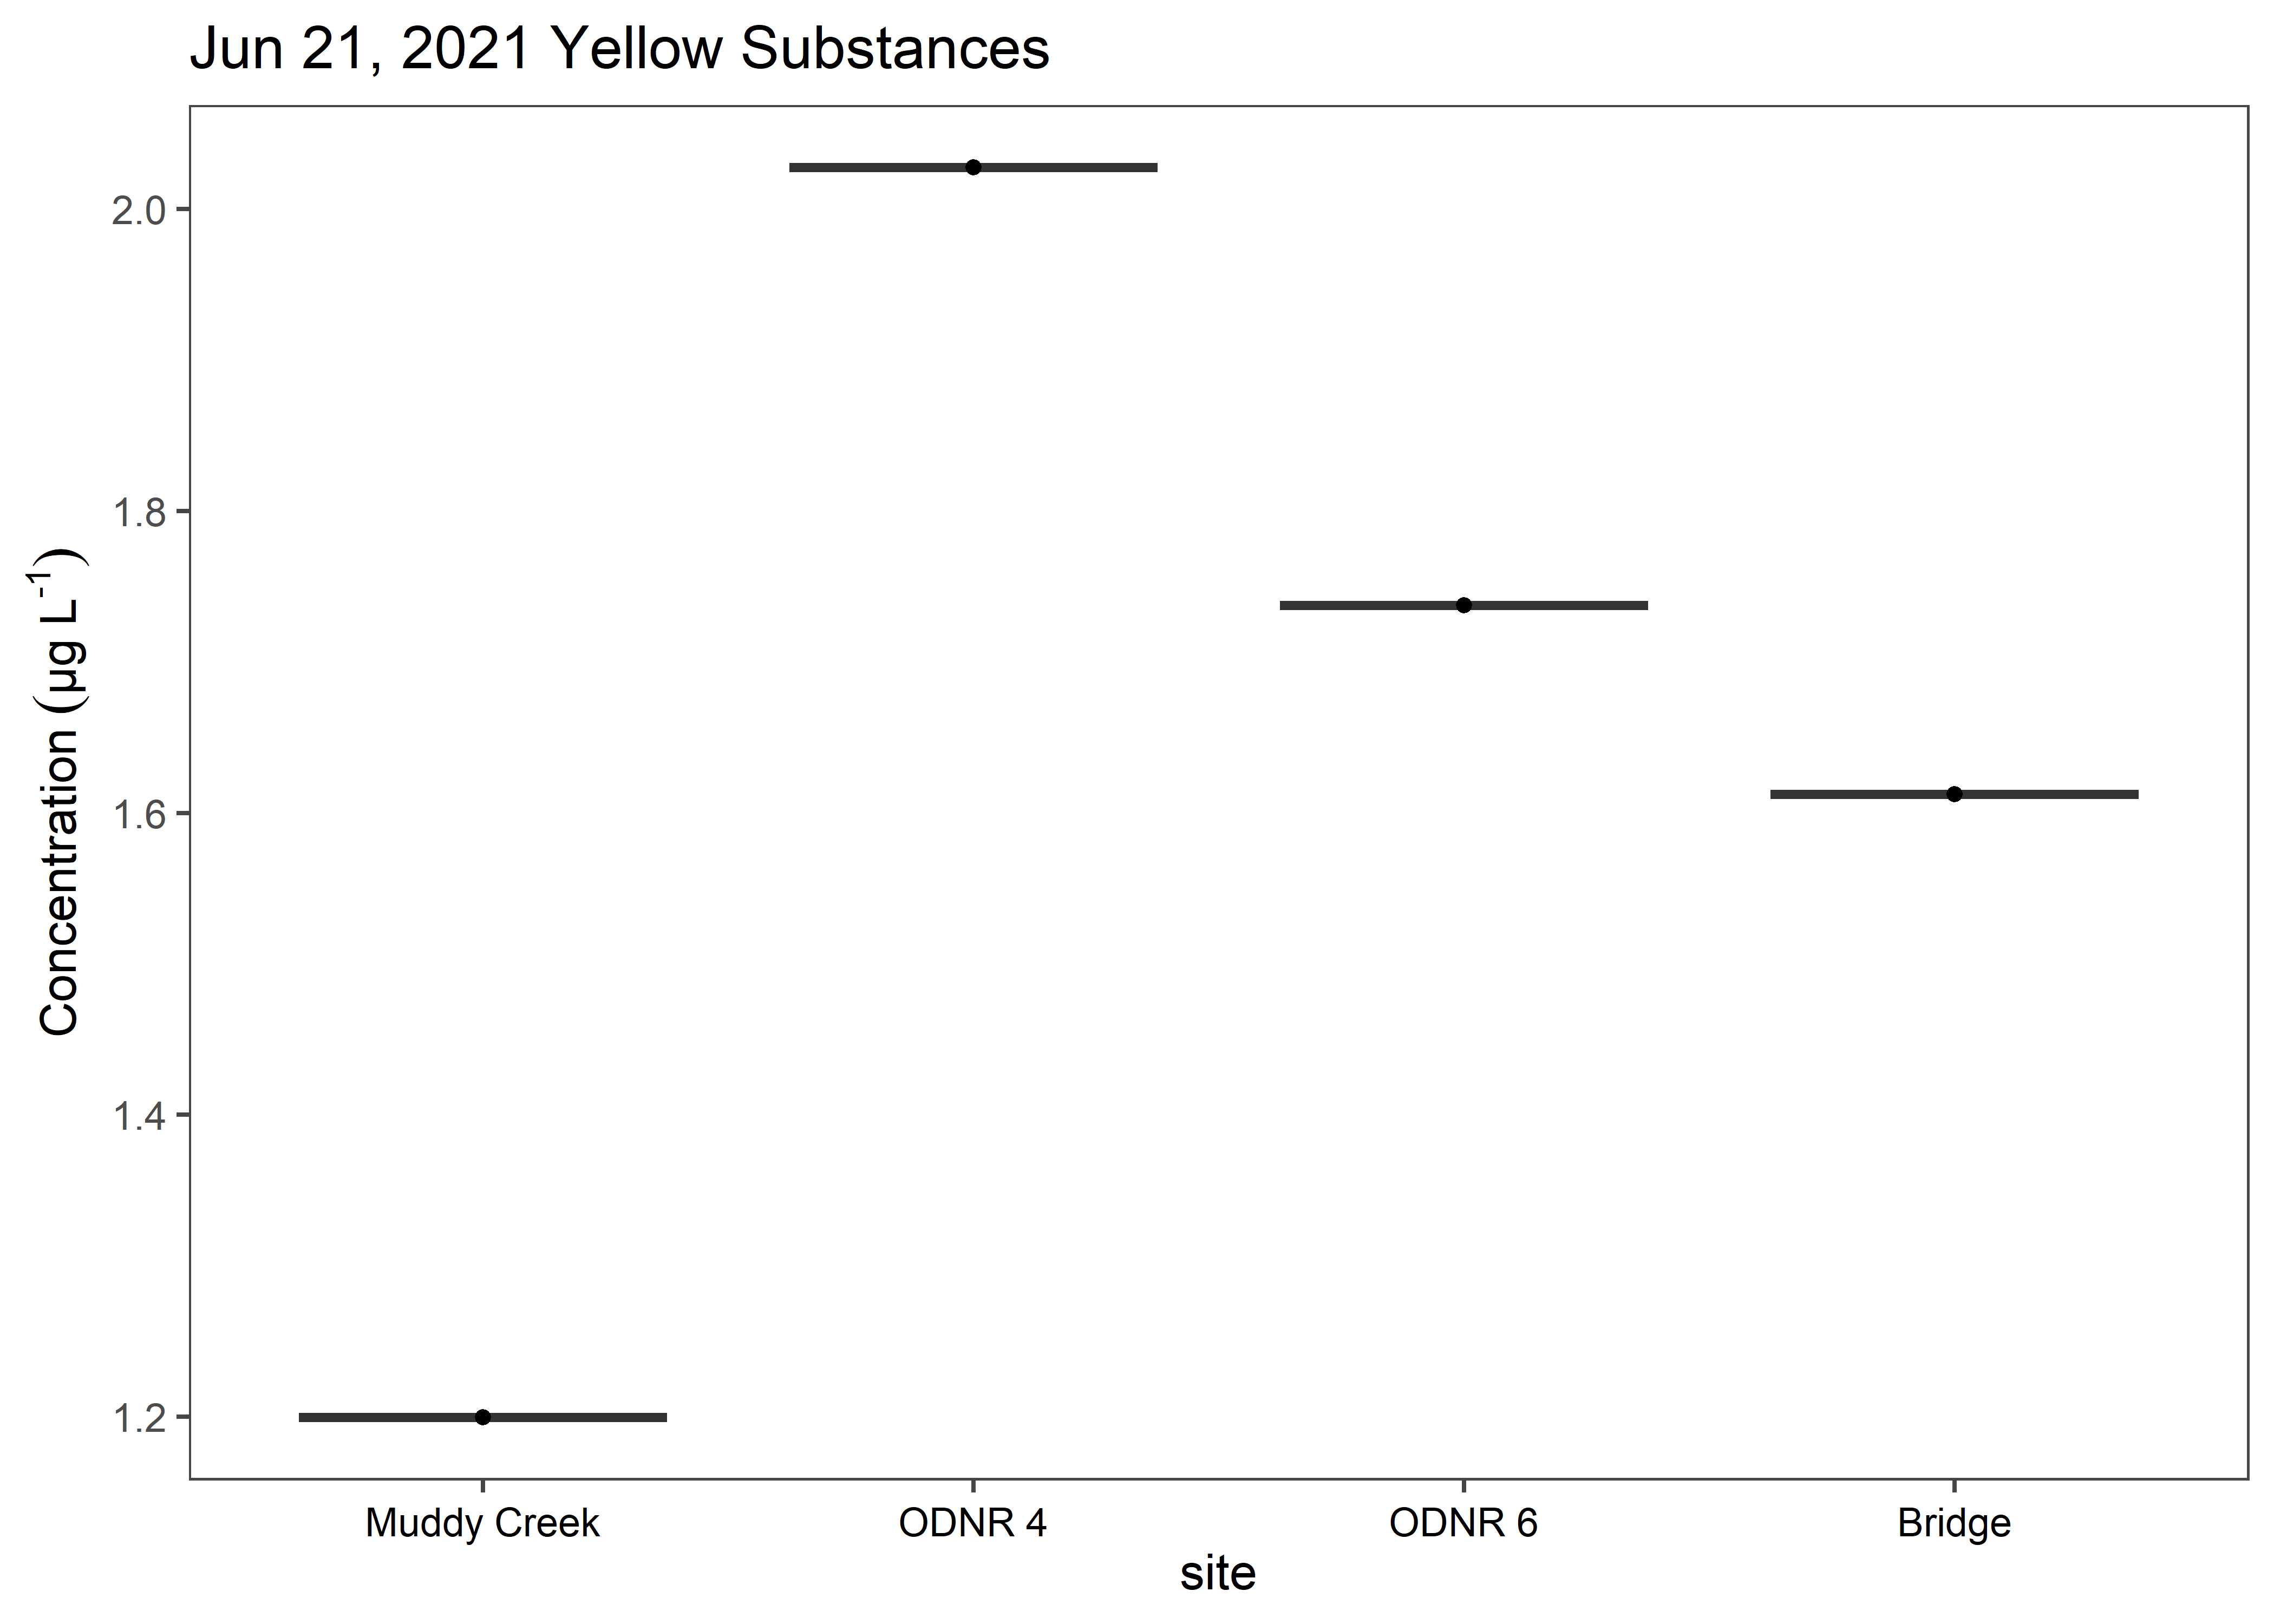 Jun 21, 2021 Yellow Substances
Concentration (µg L⁻¹)
2.0
1.8
1.6
1.4
1.2
Muddy Creek ODNR 4 ODNR 6 Bridge
site